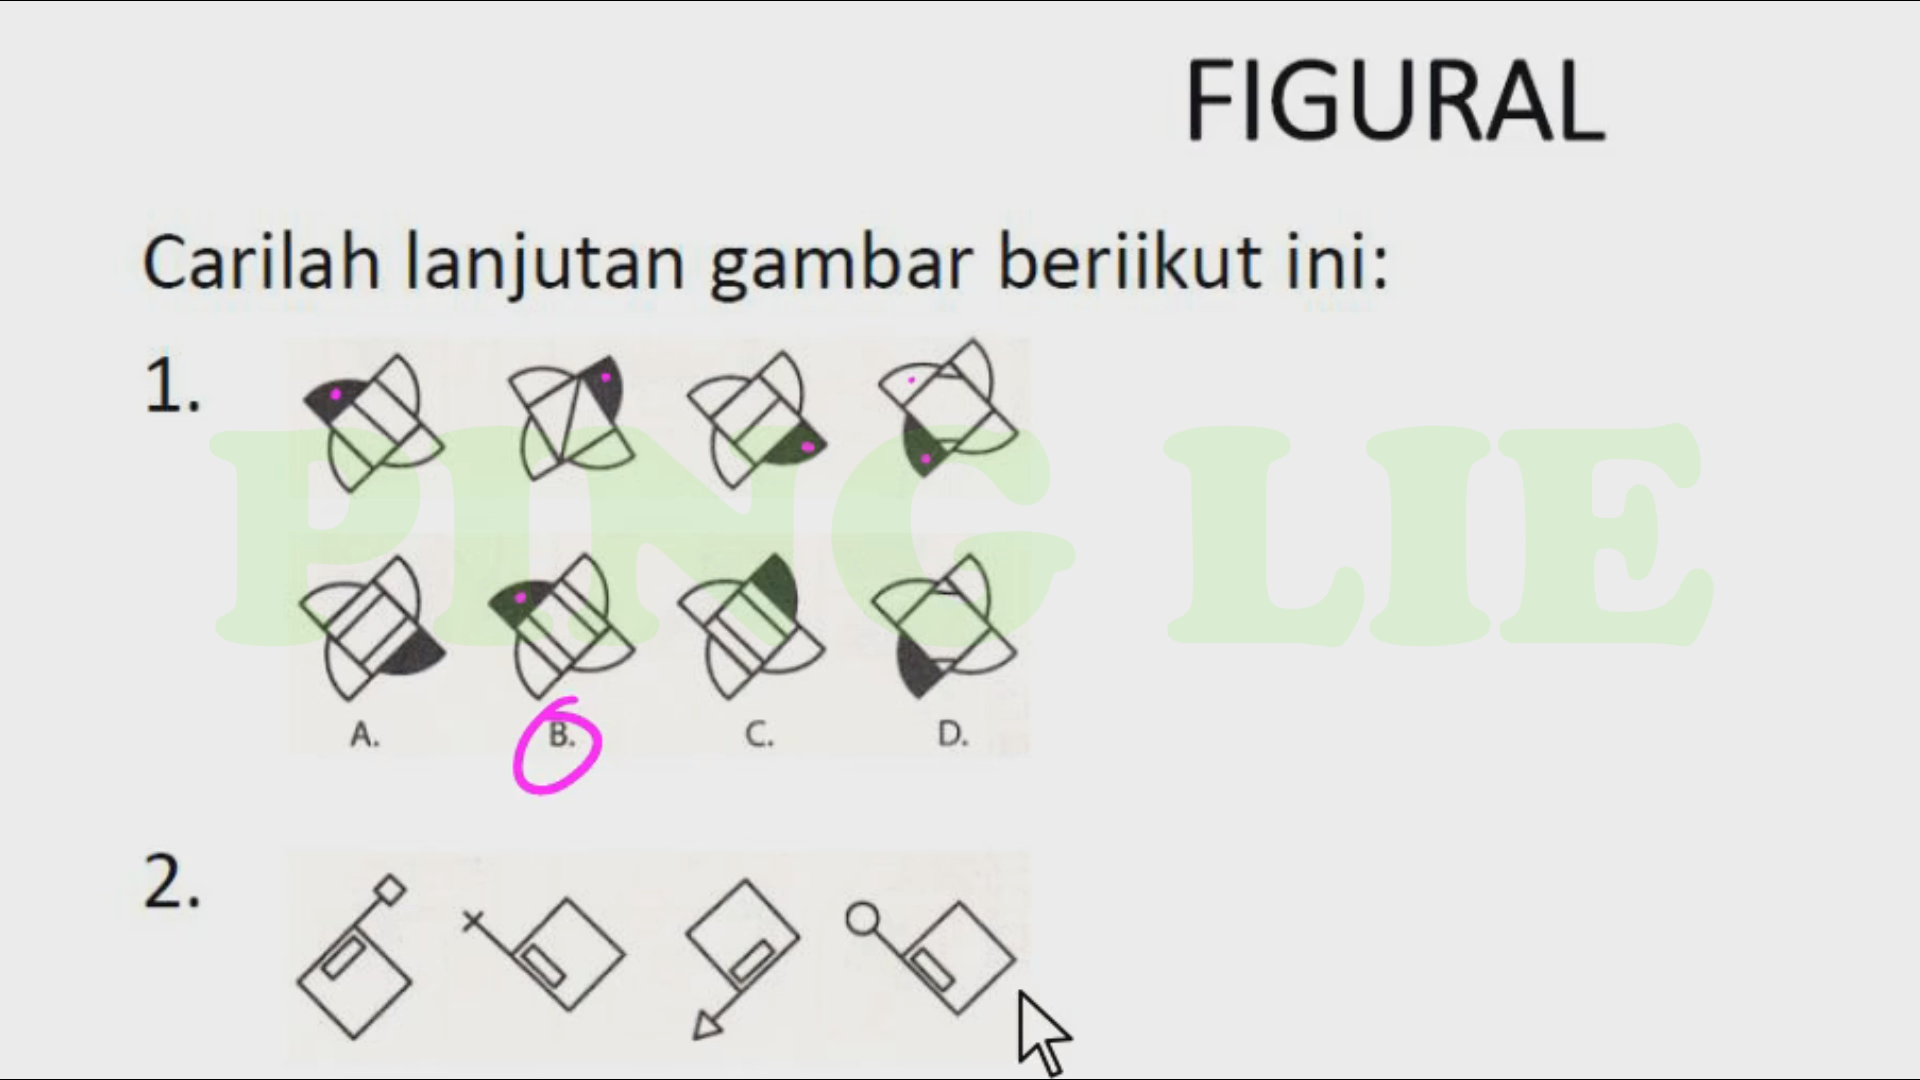 FIGURAL
Carilah lanjutan gambar beriikut ini:
1.
PING LIE
A. B. C. D.
2.